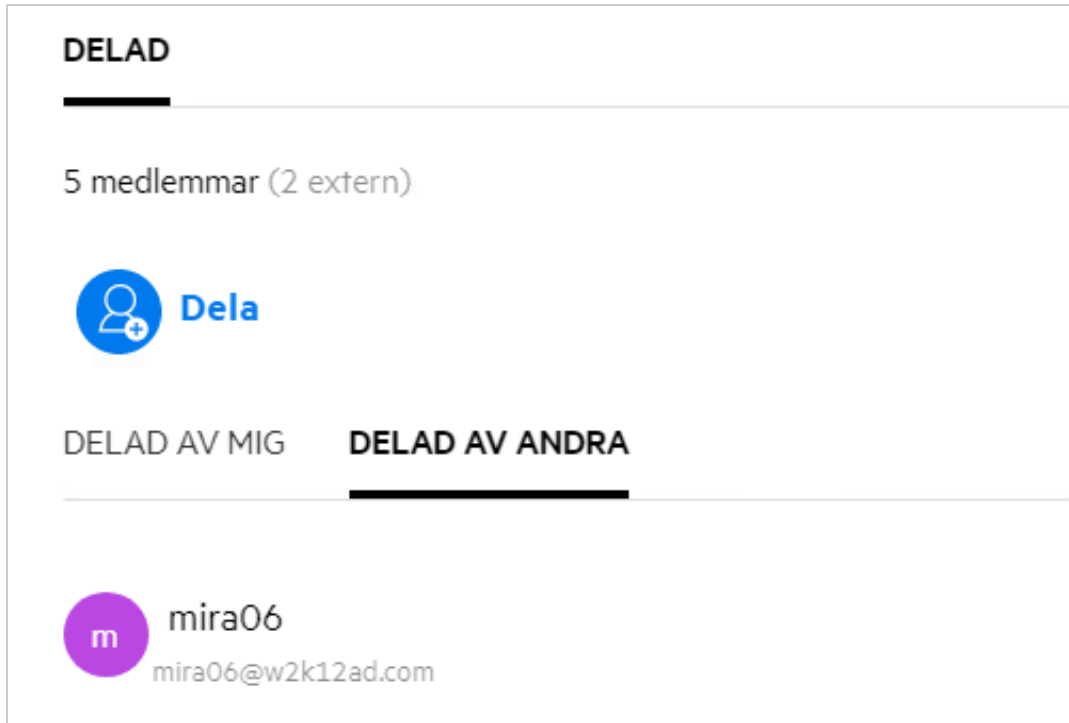 DELAD
5 medlemmar (2 extern)
Dela
DELAD AV MIG DELAD AV ANDRA
m
mira06
mira06@w2k12ad.com